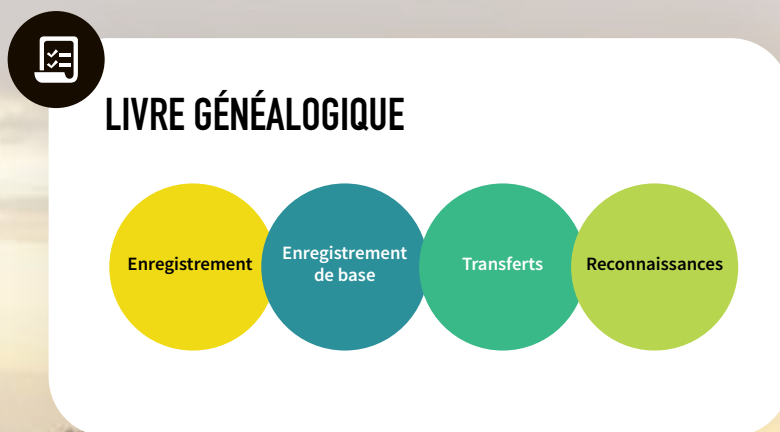 LIVRE GÉNÉALOGIQUE
Enregistrement
Enregistrement
de base
Transferts
Reconnaissances